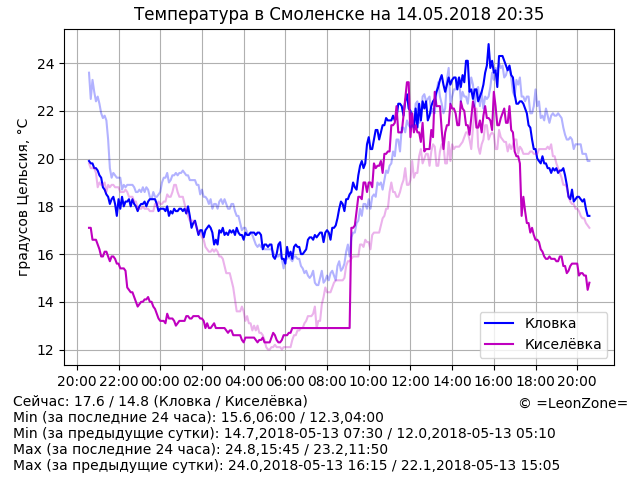 Температура в Смоленске на 14.05.2018 20:35
градусов Цельсия, °C
24
22
20
18
16
14
12
20:00 22:00 00:00 02:00 04:00 06:00 08:00 10:00 12:00 14:00 16:00 18:00 20:00
Кловка
Киселёвка
Сейчас: 17.6 / 14.8 (Кловка / Киселёвка)
© =LeonZone=
Min (за последние 24 часа): 15.6,06:00 / 12.3,04:00
Min (за предыдущие сутки): 14.7,2018-05-13 07:30 / 12.0,2018-05-13 05:10
Max (за последние 24 часа): 24.8,15:45 / 23.2,11:50
Max (за предыдущие сутки): 24.0,2018-05-13 16:15 / 22.1,2018-05-13 15:05